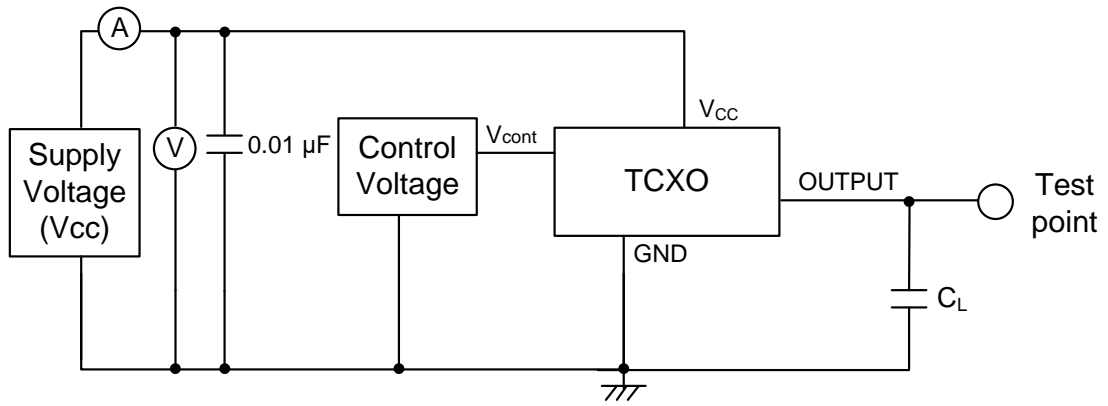 A
V
0.01 µF
Supply
Voltage
(Vcc)
Control
Voltage
Vcont
VCC
TCXO
GND
OUTPUT
CL
Test
point